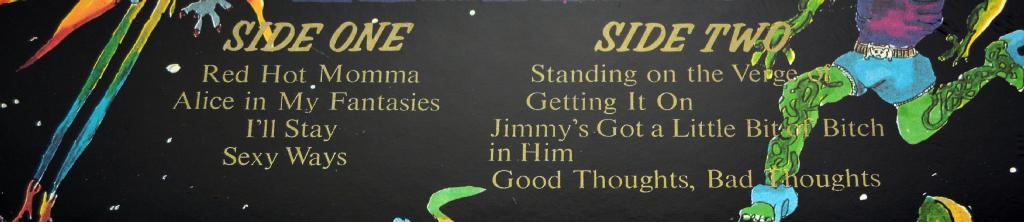 SIDE ONE
Red Hot Momma
Alice in My Fantasies
I'll Stay
Sexy Ways
SIDE TWO
Standing on the Verge of
Getting It On
Jimmy's Got a Little Bit of Bitch
in Him
Good Thoughts, Bad Thoughts